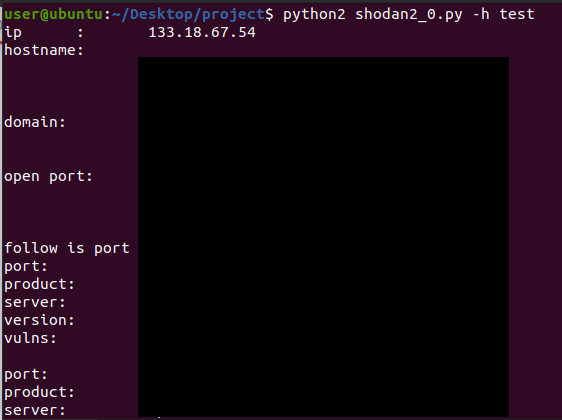 user@ubuntu:~/Desktop/project$ python2 shodan2_0.py -h test
ip      :       133.18.67.54
hostname:
domain:
open port:
follow is port
port:
product:
server:
version:
vulns:
port:
product:
server: